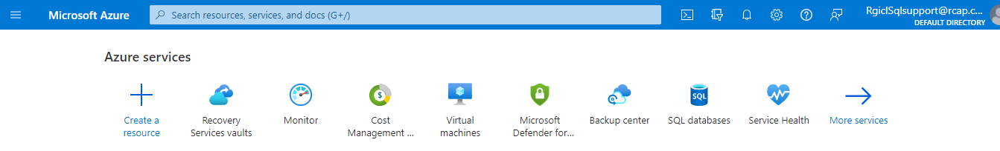 Microsoft Azure
Search resources, services, and docs (G+/)
RgiclSqlsupport@rcap.c...
DEFAULT DIRECTORY
Azure services
Create a
resource
Recovery
Services vaults
Monitor
Cost
Management ...
Virtual
machines
Microsoft
Defender for...
Backup center
SQL
SQL databases
Service Health
More services